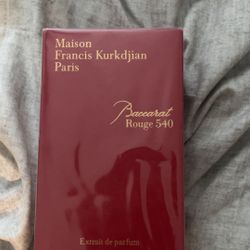 Maison
Francis Kurkdjian
Paris
Baccarat
Rouge 540
Extrait de parfum